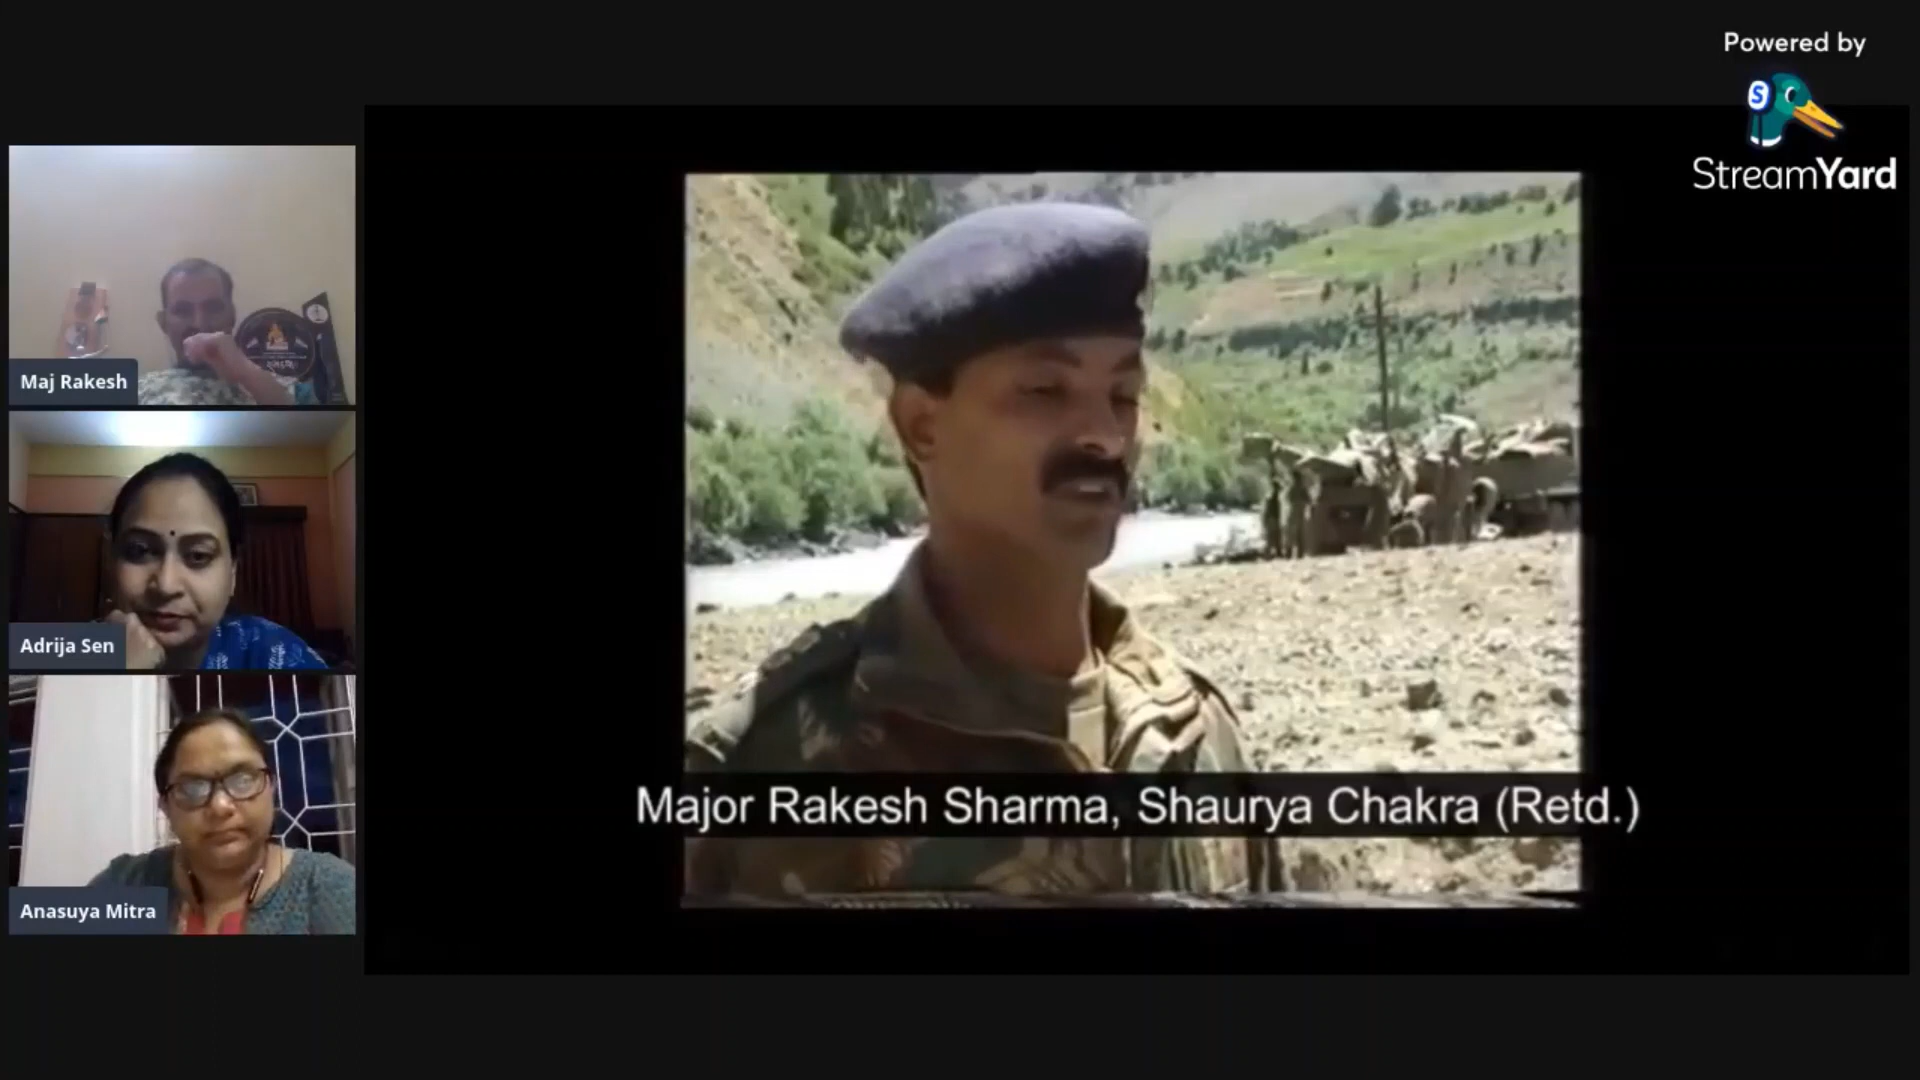 Powered by
S
StreamYard
Maj Rakesh
Adrija Sen
Anasuya Mitra
Major Rakesh Sharma, Shaurya Chakra (Retd.)